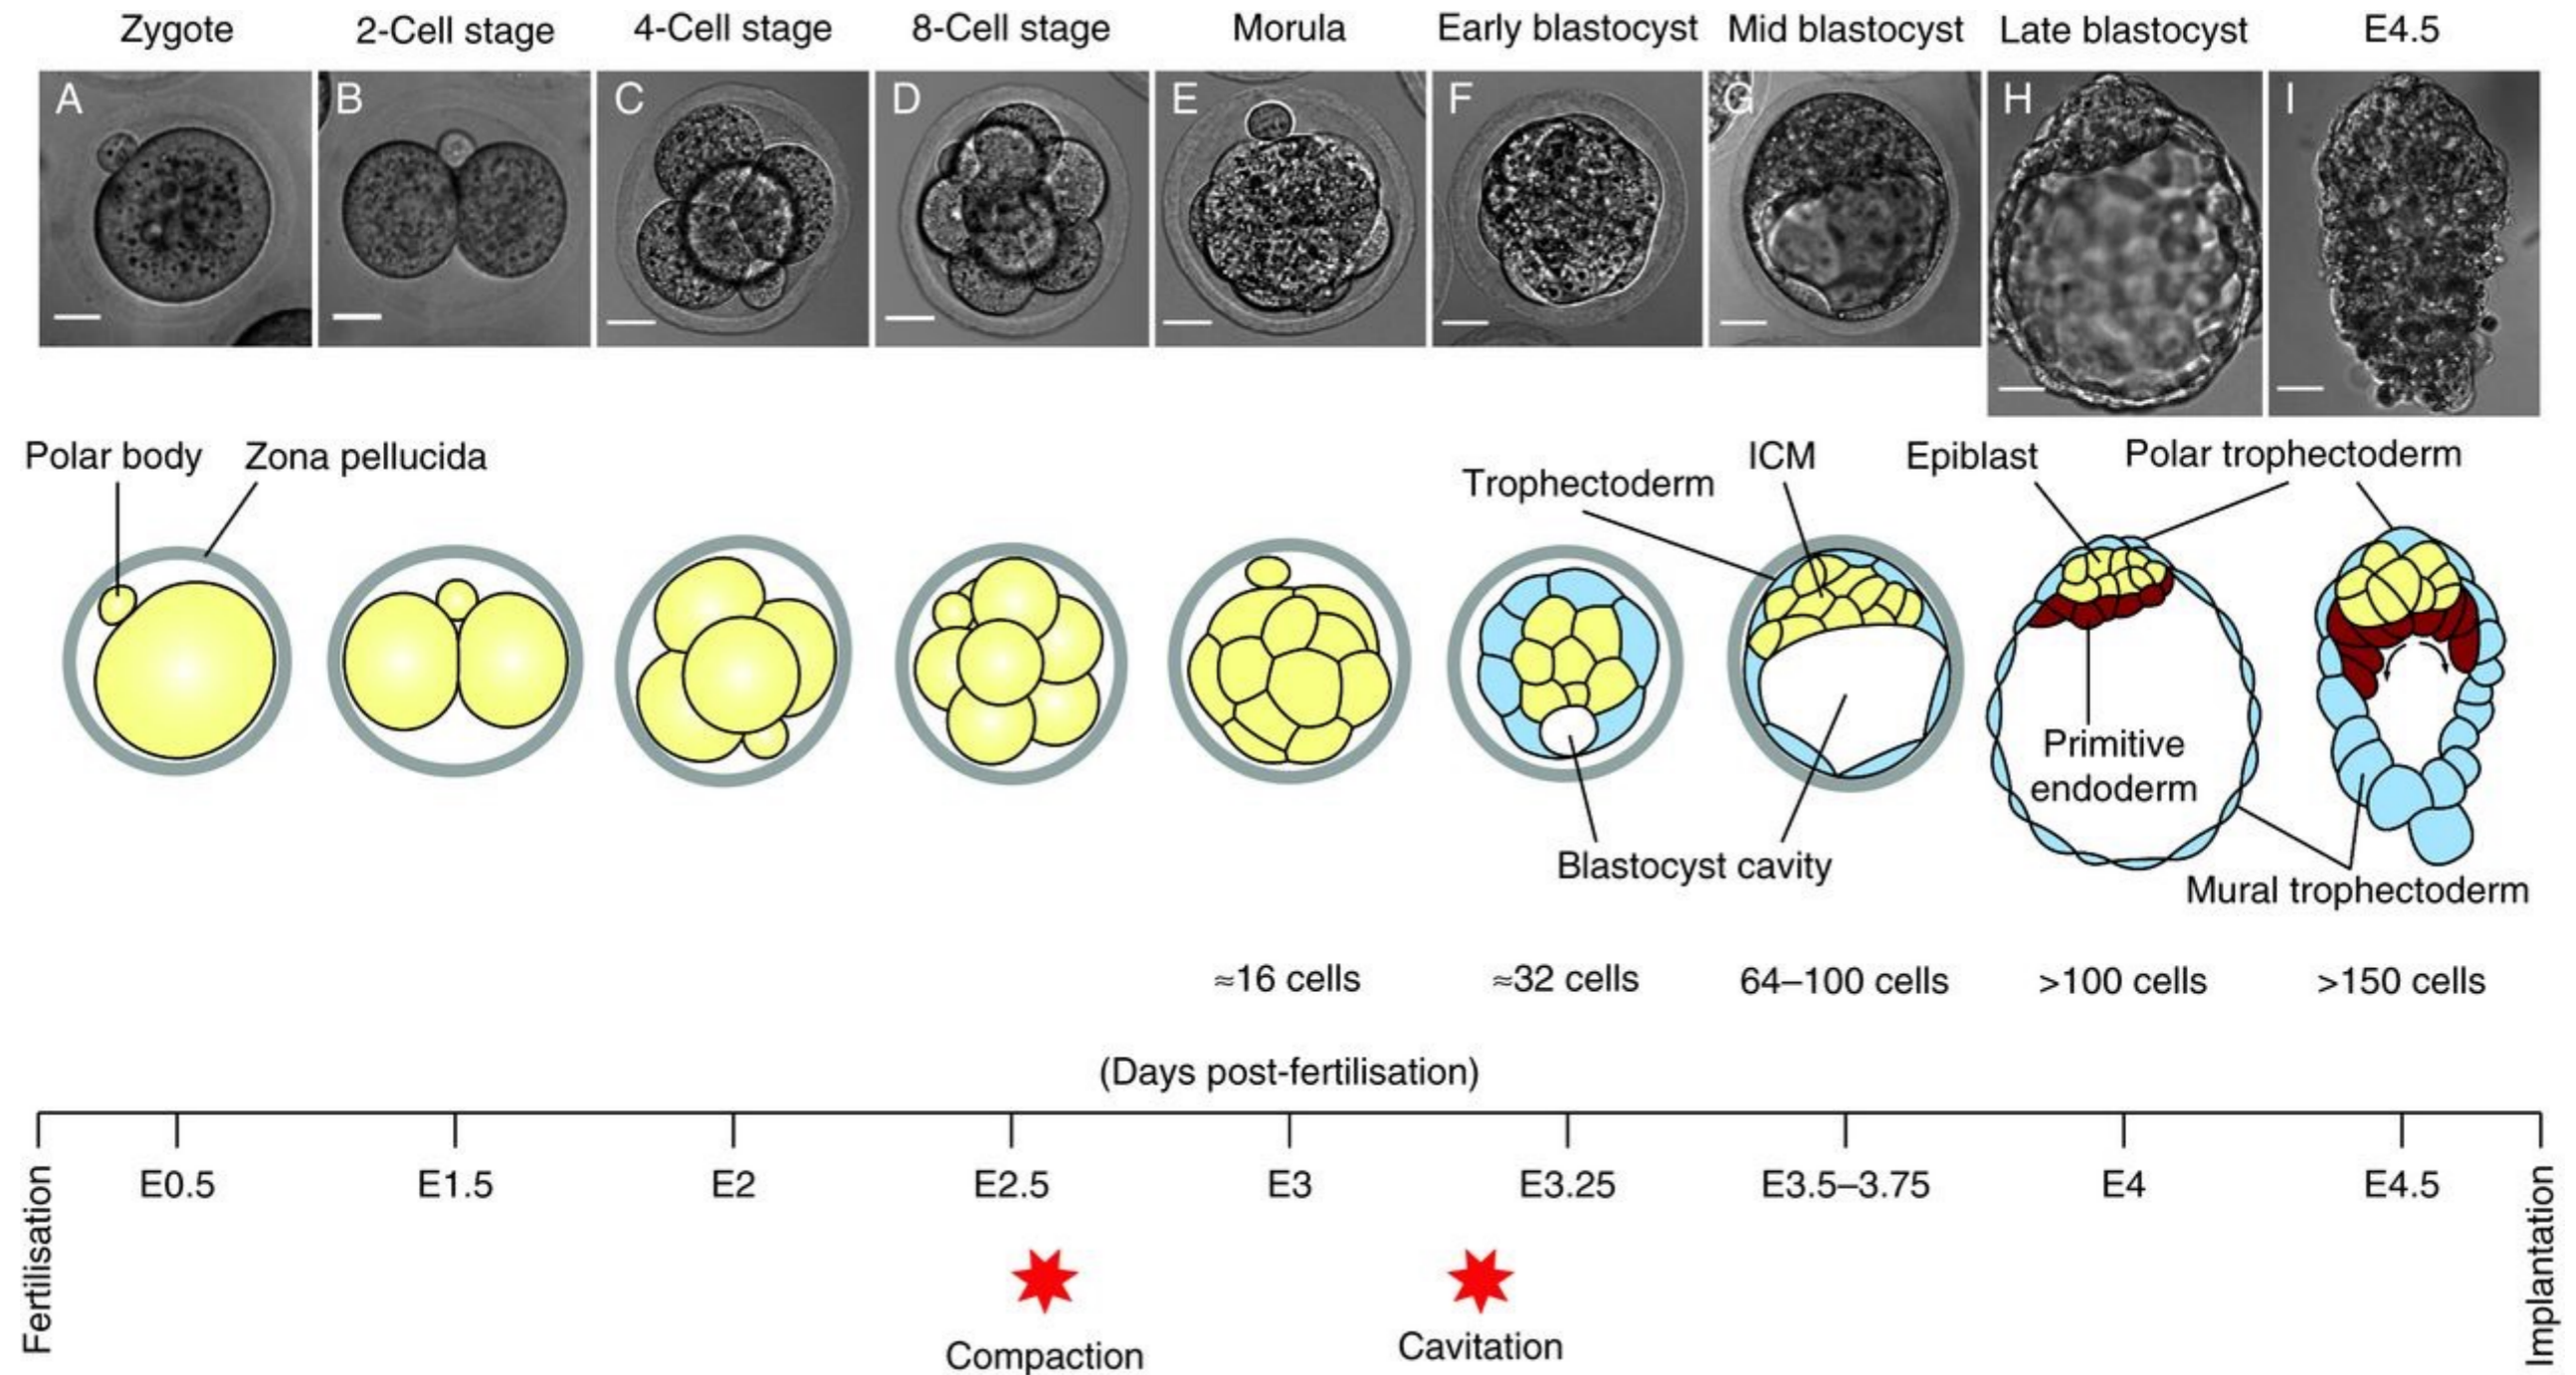 Zygote
2-Cell stage
4-Cell stage
8-Cell stage
Morula
Early blastocyst
Mid blastocyst
Late blastocyst
E4.5
A
B
C
D
E
F
G
H
I
Polar body
Zona pellucida
Trophectoderm
ICM
Epiblast
Polar trophectoderm
Primitive
endoderm
Blastocyst cavity
Mural trophectoderm
≈16 cells
≈32 cells
64–100 cells
>100 cells
>150 cells
(Days post-fertilisation)
Fertilisation
E0.5
E1.5
E2
E2.5
E3
E3.25
E3.5–3.75
E4
E4.5
Implantation
Compaction
Cavitation